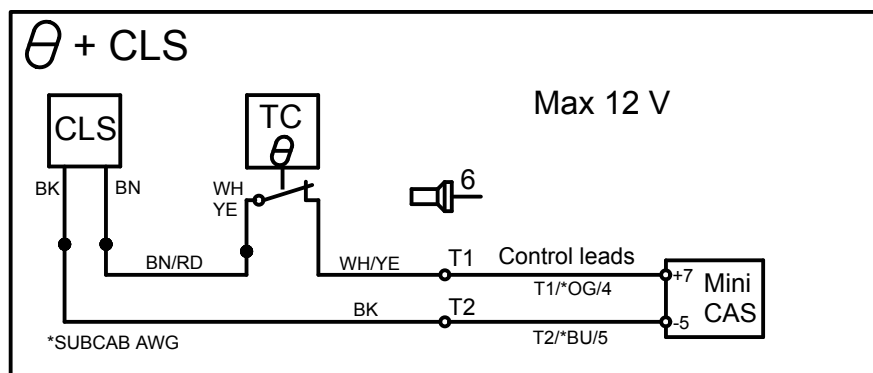 θ + CLS
Max 12 V
CLS
TC
θ
BK
BN
WH
YE
6
BN/RD
WH/YE
T1
Control leads
T1/*OG/4
+7
Mini
CAS
BK
T2
T2/*BU/5
-5
*SUBCAB AWG